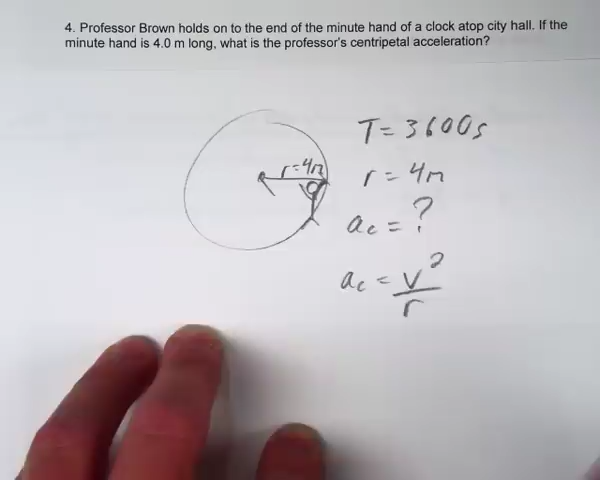 4. Professor Brown holds on to the end of the minute hand of a clock atop city hall. If the
minute hand is 4.0 m long, what is the professor's centripetal acceleration?
T = 3600s
r=4m
r = 4m
ac = ?
ac = v²/r